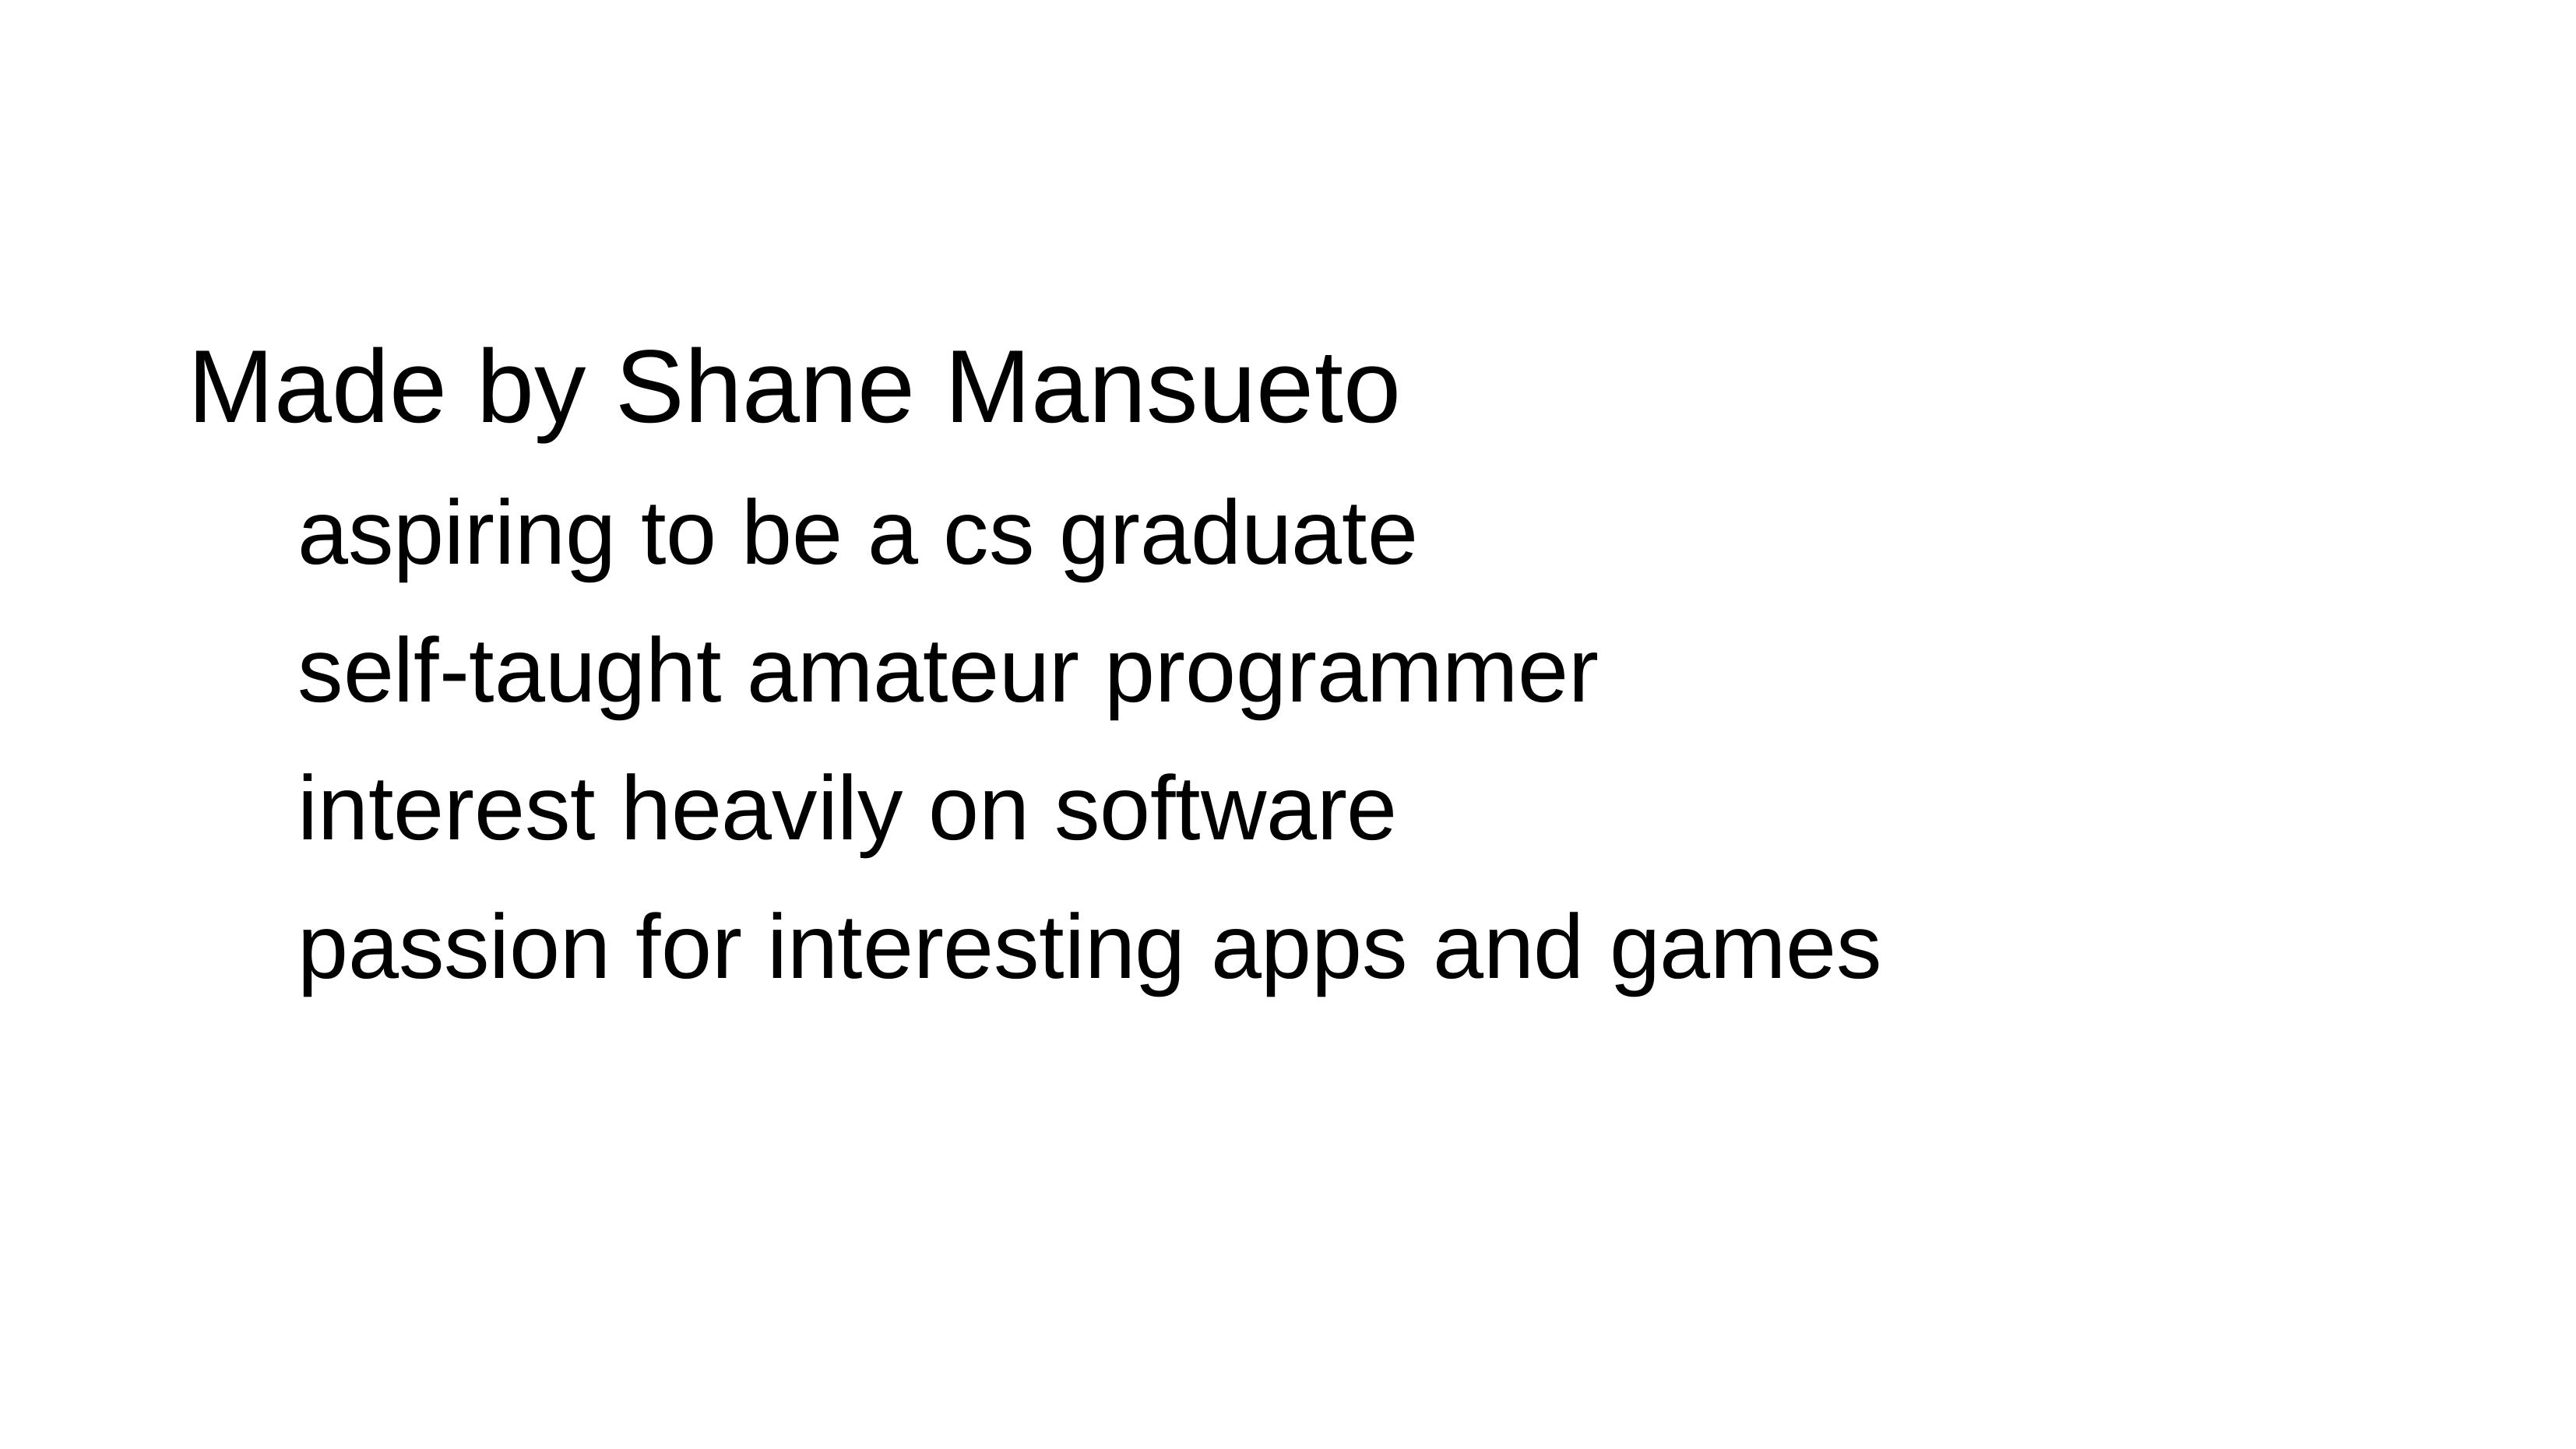 Made by Shane Mansueto
aspiring to be a cs graduate
self-taught amateur programmer
interest heavily on software
passion for interesting apps and games